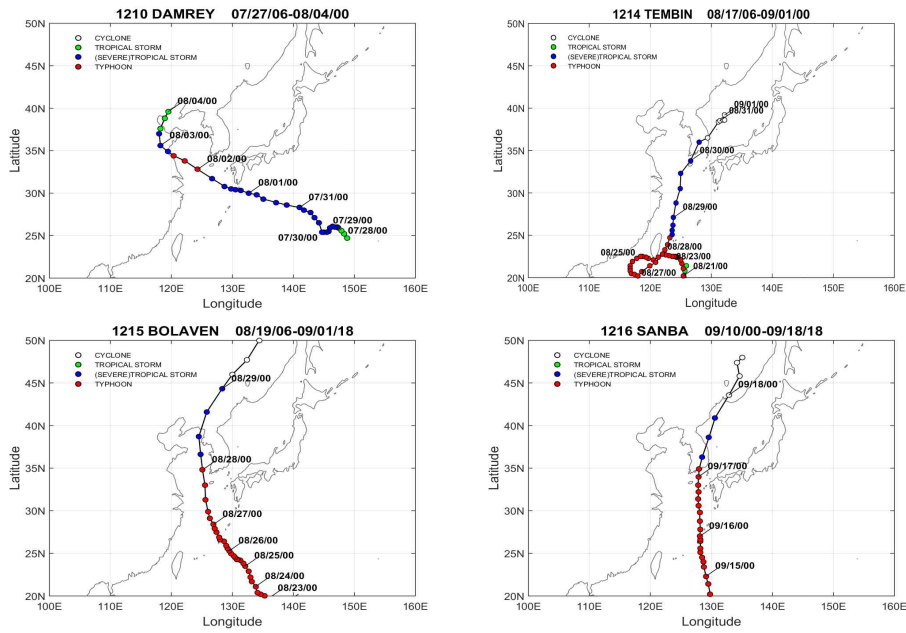 1210 DAMREY 07/27/06-08/04/00
50N
45N
40N
35N
30N
25N
20N
Latitude
CYCLONE
TROPICAL STORM
(SEVERE)TROPICAL STORM
TYPHOON
08/04/00
08/03/00
08/02/00
08/01/00
07/31/00
07/29/00
07/28/00
07/30/00
100E 110E 120E 130E 140E 150E 160E
Longitude
1214 TEMBIN 08/17/06-09/01/00
50N
45N
40N
35N
30N
25N
20N
Latitude
CYCLONE
TROPICAL STORM
(SEVERE)TROPICAL STORM
TYPHOON
09/01/00
08/31/00
08/30/00
08/29/00
08/28/00
08/25/00
08/23/00
08/27/00
08/21/00
100E 110E 120E 130E 140E 150E 160E
Longitude
1215 BOLAVEN 08/19/06-09/01/18
50N
45N
40N
35N
30N
25N
20N
Latitude
CYCLONE
TROPICAL STORM
(SEVERE)TROPICAL STORM
TYPHOON
08/29/00
08/28/00
08/27/00
08/26/00
08/25/00
08/24/00
08/23/00
100E 110E 120E 130E 140E 150E 160E
Longitude
1216 SANBA 09/10/00-09/18/18
50N
45N
40N
35N
30N
25N
20N
Latitude
CYCLONE
TROPICAL STORM
(SEVERE)TROPICAL STORM
TYPHOON
09/18/00
09/17/00
09/16/00
09/15/00
100E 110E 120E 130E 140E 150E 160E
Longitude